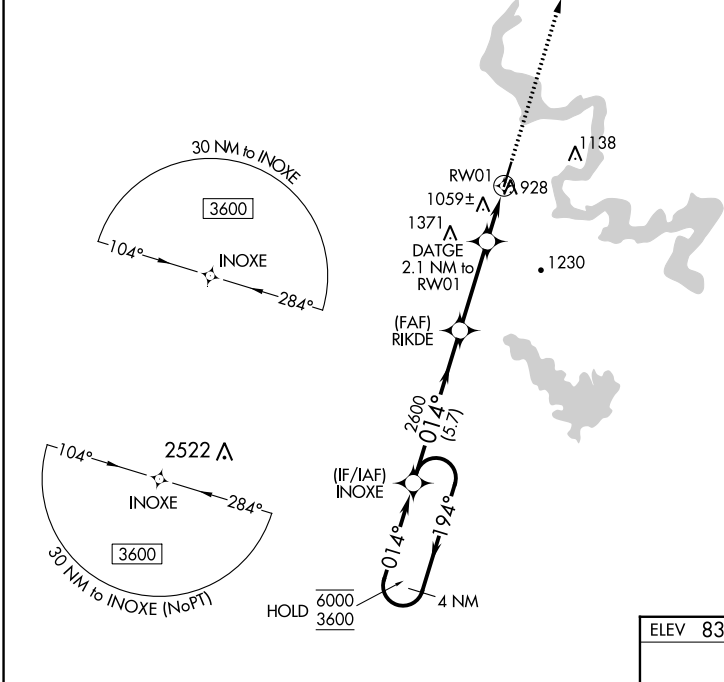 30 NM to INOXE
3600
104°
INOXE
284°
1138
RW01
928
1059±
1371
DATGE
2.1 NM to
RW01
1230
(FAF)
RIKDE
2600
014°
(5.7)
104°
2522
INOXE
284°
3600
30 NM to INOXE (NoPT)
(IF/IAF)
INOXE
014°
194°
HOLD
6000
3600
4 NM
ELEV 83